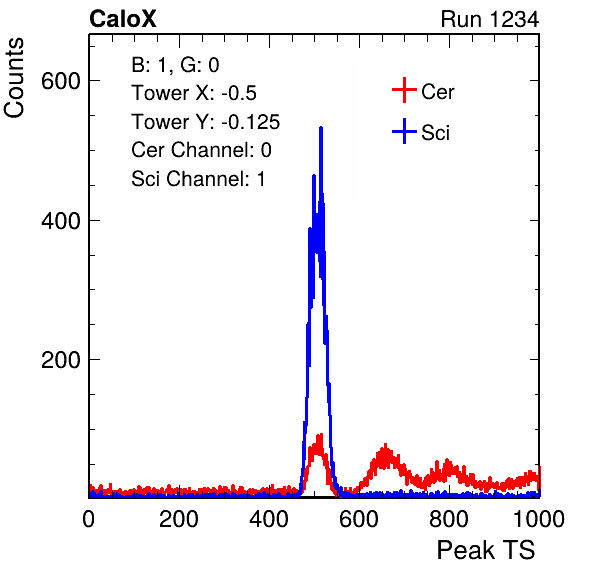 CaloX Run 1234
Counts
600
400
200
B: 1, G: 0
Tower X: -0.5
Tower Y: -0.125
Cer Channel: 0
Sci Channel: 1
Cer
Sci
0 200 400 600 800 1000
Peak TS